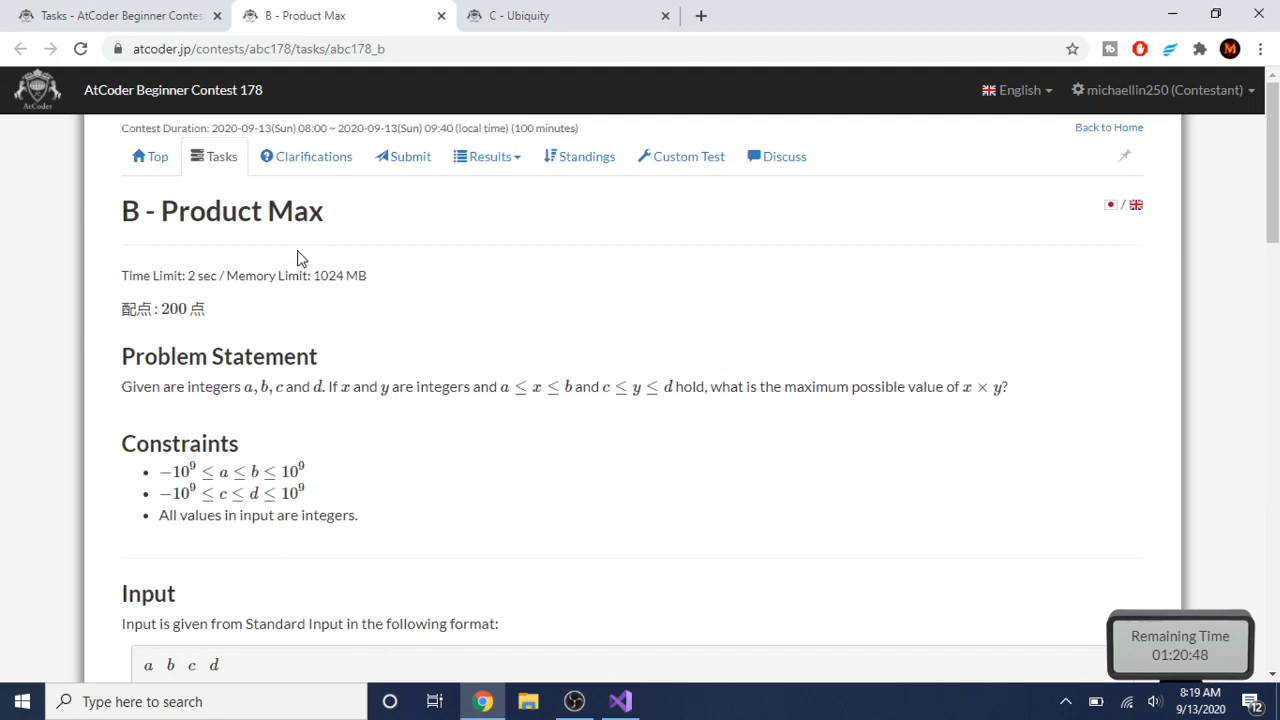 Tasks - AtCoder Beginner Contes
B - Product Max
C - Ubiquity
atcoder.jp/contests/abc178/tasks/abc178_b
AtCoder Beginner Contest 178
English
michaellin250 (Contestant)
Contest Duration: 2020-09-13(Sun) 08:00 ~ 2020-09-13(Sun) 09:40 (local time) (100 minutes)
Back to Home
Top
Tasks
Clarifications
Submit
Results
Standings
Custom Test
Discuss
B - Product Max
/
Time Limit: 2 sec / Memory Limit: 1024 MB
配点 : 200 点
Problem Statement
Given are integers a, b, c and d. If x and y are integers and a ≤ x ≤ b and c ≤ y ≤ d hold, what is the maximum possible value of x × y?
Constraints
• −10⁹ ≤ a ≤ b ≤ 10⁹
• −10⁹ ≤ c ≤ d ≤ 10⁹
• All values in input are integers.
Input
Input is given from Standard Input in the following format:
a b c d
Remaining Time
01:20:48
Type here to search
8:19 AM
9/13/2020
12